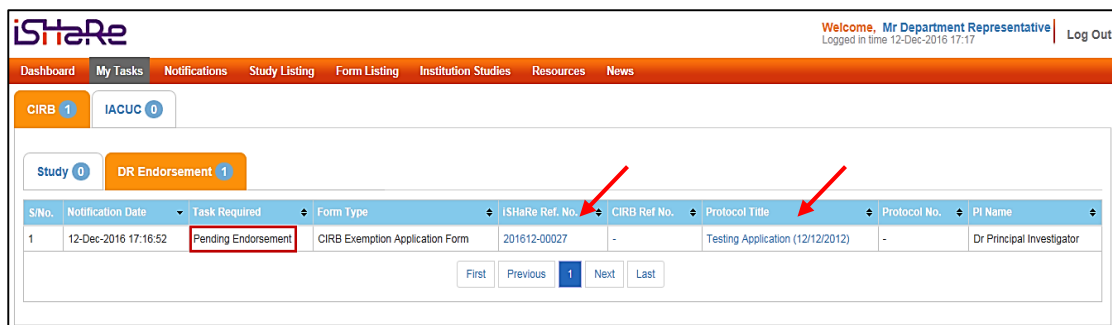 iSHaRe
Welcome, Mr Department Representative
Logged in time 12-Dec-2016 17:17
Log Out
Dashboard My Tasks Notifications Study Listing Form Listing Institution Studies Resources News
CIRB 1 IACUC 0
Study 0 DR Endorsement 1
S/No. Notification Date Task Required Form Type iSHaRe Ref. No. CIRB Ref No. Protocol Title Protocol No. PI Name
1 12-Dec-2016 17:16:52 Pending Endorsement CIRB Exemption Application Form 201612-00027 - Testing Application (12/12/2012) - Dr Principal Investigator
First Previous 1 Next Last